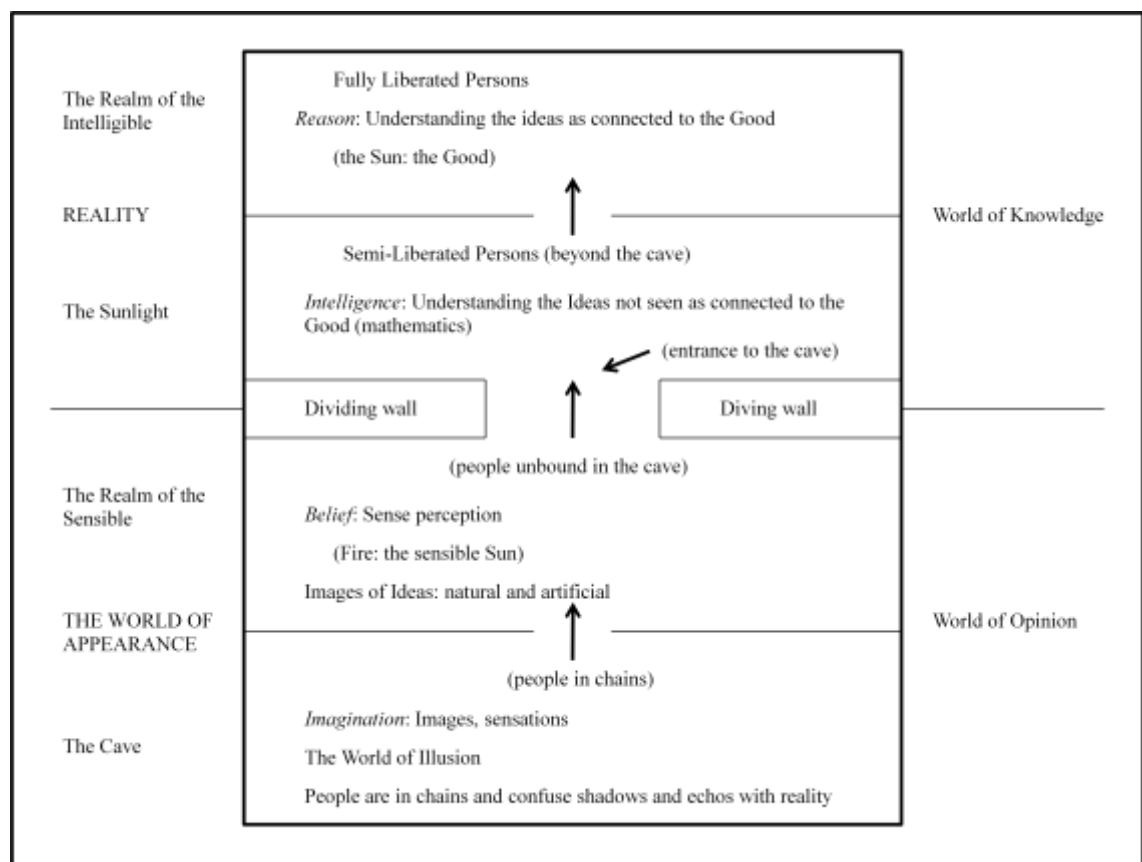 Fully Liberated Persons
The Realm of the
Intelligible
Reason: Understanding the ideas as connected to the Good
(the Sun: the Good)
REALITY
World of Knowledge
Semi-Liberated Persons (beyond the cave)
The Sunlight
Intelligence: Understanding the Ideas not seen as connected to the
Good (mathematics)
(entrance to the cave)
Dividing wall
Diving wall
(people unbound in the cave)
The Realm of the
Sensible
Belief: Sense perception
(Fire: the sensible Sun)
Images of Ideas: natural and artificial
THE WORLD OF
APPEARANCE
World of Opinion
(people in chains)
Imagination: Images, sensations
The Cave
The World of Illusion
People are in chains and confuse shadows and echos with reality